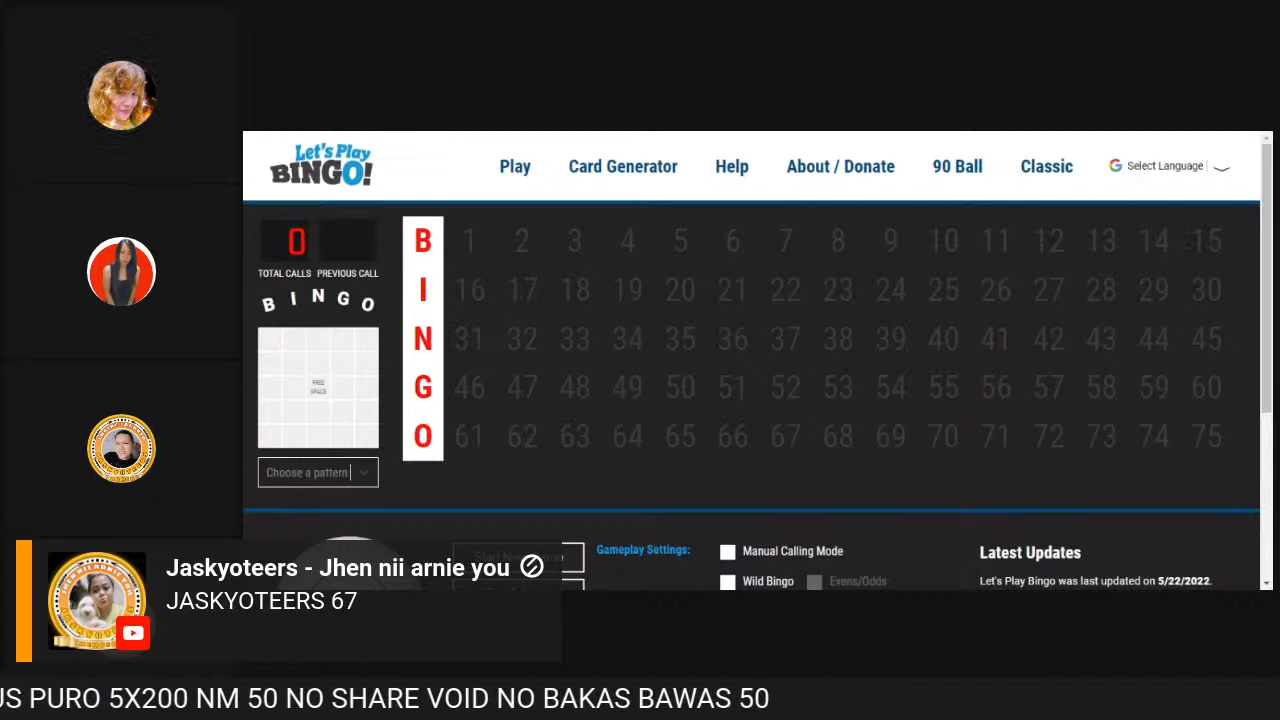 Let's Play
BINGO!
Play
Card Generator
Help
About / Donate
90 Ball
Classic
Select Language
0
TOTAL CALLS PREVIOUS CALL
B I N G O
FREE
SPACE
Choose a pattern
B 1 2 3 4 5 6 7 8 9 10 11 12 13 14 15
I 16 17 18 19 20 21 22 23 24 25 26 27 28 29 30
N 31 32 33 34 35 36 37 38 39 40 41 42 43 44 45
G 46 47 48 49 50 51 52 53 54 55 56 57 58 59 60
O 61 62 63 64 65 66 67 68 69 70 71 72 73 74 75
Gameplay Settings:
Manual Calling Mode
Wild Bingo
Evens/Odds
Latest Updates
Let's Play Bingo was last updated on 5/22/2022.
Jaskyoteers - Jhen nii arnie you
JASKYOTEERS 67
US PURO 5X200 NM 50 NO SHARE VOID NO BAKAS BAWAS 50